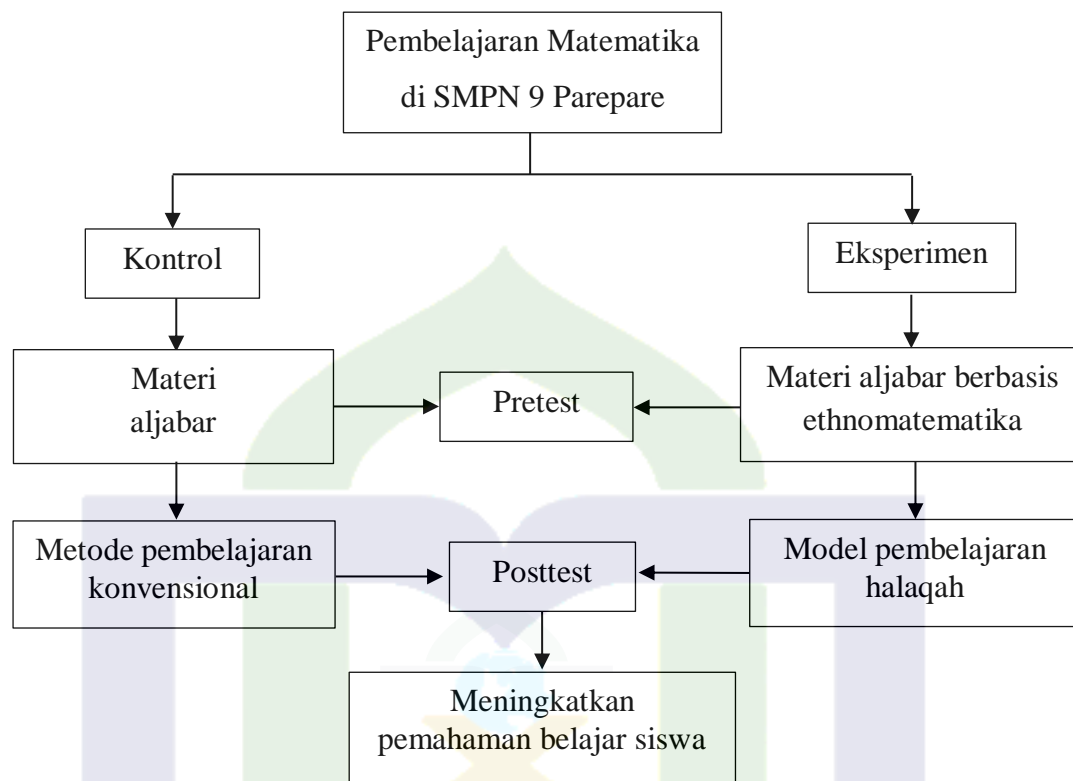 Pembelajaran Matematika
di SMPN 9 Parepare
Kontrol
Eksperimen
Materi
aljabar
Pretest
Materi aljabar berbasis
ethnomatematika
Metode pembelajaran
konvensional
Posttest
Model pembelajaran
halaqah
Meningkatkan
pemahaman belajar siswa